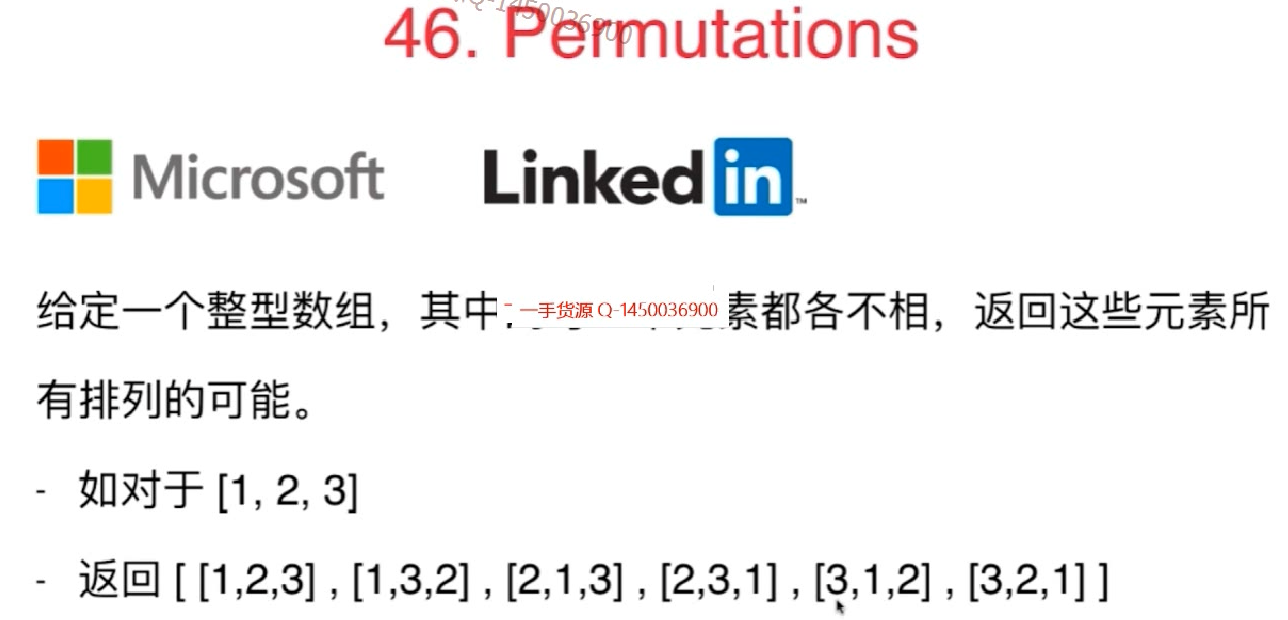 Q-1450036900
46. Permutations
Microsoft
Linked in ™
给定一个整型数组，其中
一手货源 Q-1450036900
素都各不相，返回这些元素所
有排列的可能。
- 如对于 [1, 2, 3]
- 返回 [ [1,2,3] , [1,3,2] , [2,1,3] , [2,3,1] , [3,1,2] , [3,2,1] ]